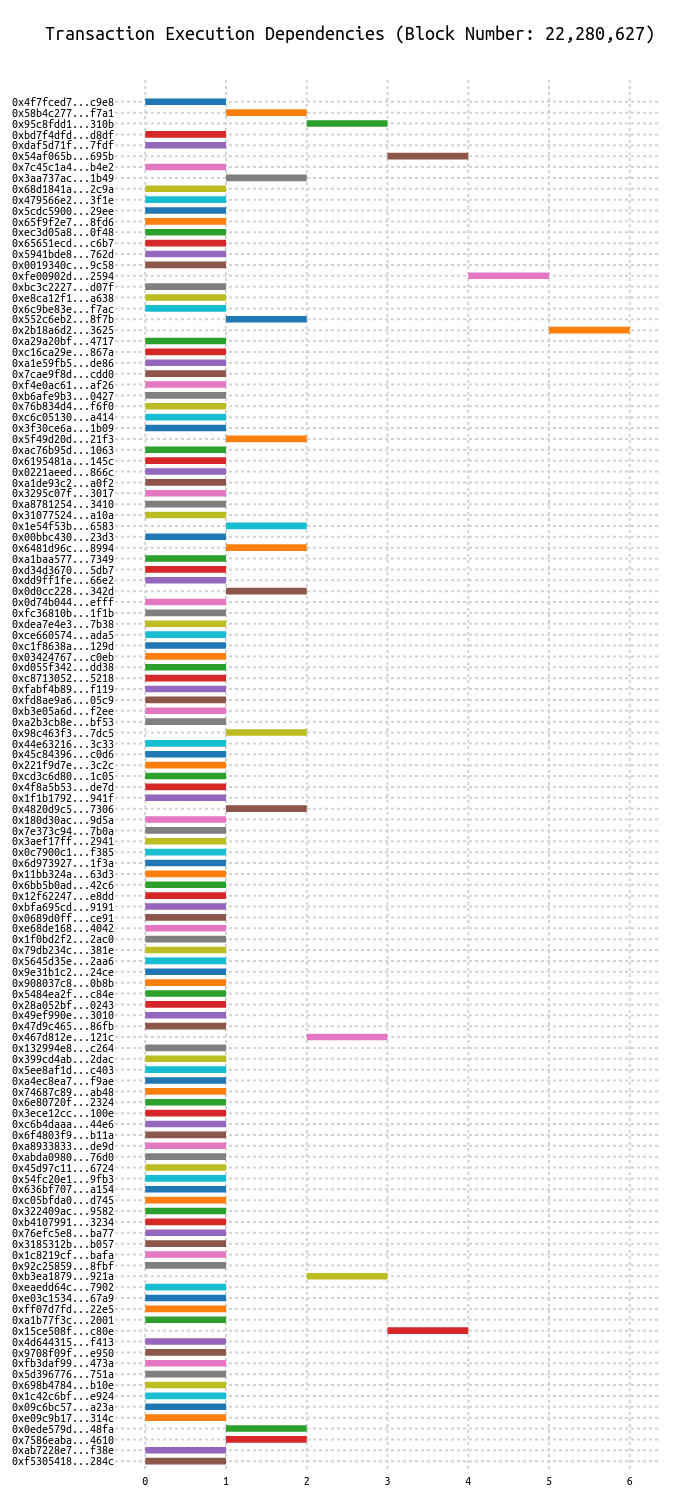 Transaction Execution Dependencies (Block Number: 22,280,627)
0x4f7fced7...c9e8
0x58b4c277...f7a1
0x95c8fdd1...310b
0xbd7f4dfd...d8df
0xdaf5d71f...7fdf
0x54af065b...695b
0x7c45c1a4...b4e2
0x3aa737ac...1b49
0x68d1841a...2c9a
0x479566e2...3f1e
0x5cdc5900...29ee
0x65f9f2e7...8fd6
0xec3d05a8...0f48
0x65651ecd...c6b7
0x5941bde8...762d
0x0019340c...9c58
0xfe00902d...2594
0xbc3c2227...d07f
0xe8ca12f1...a638
0x6c9be83e...f7ac
0x552c6eb2...8f7b
0x2b18a6d2...3625
0xa29a20bf...4717
0xc16ca29e...867a
0xa1e59fb5...de86
0x7cae9f8d...cdd0
0xf4e0ac61...af26
0xb6afe9b3...0427
0x76b834d4...f6f0
0xc6c05130...a414
0x3f30ce6a...1b09
0x5f49d20d...21f3
0xac76b95d...1063
0x6195481a...145c
0x0221aeed...866c
0xa1de93c2...a0f2
0x3295c07f...3017
0xa8781254...3410
0x31077524...a10a
0x1e54f53b...6583
0x00bbc430...23d3
0x6481d96c...8994
0xa1baa577...7349
0xd34d3670...5db7
0xdd9ff1fe...66e2
0x0d0cc228...342d
0x0d74b044...efff
0xfc36810b...1f1b
0xdea7e4e3...7b38
0xce660574...ada5
0xc1f8638a...129d
0x03424767...c0eb
0xd055f342...dd38
0xc8713052...5218
0xfabf4b89...f119
0xfd8ae9a6...05c9
0xb3e05a6d...f2ee
0xa2b3cb8e...bf53
0x98c463f3...7dc5
0x44e63216...3c33
0x45c84396...c0d6
0x221f9d7e...3c2c
0xcd3c6d80...1c05
0x4f8a5b53...de7d
0x1f1b1792...941f
0x4820d9c5...7306
0x180d30ac...9d5a
0x7e373c94...7b0a
0x3aef17ff...2941
0x0c7900c1...f385
0x6d973927...1f3a
0x11bb324a...63d3
0x6bb5b0ad...42c6
0x12f62247...e8dd
0xbfa695cd...9191
0x0689d0ff...ce91
0xe68de168...4042
0x1f0bd2f2...2ac0
0x79db234c...381e
0x5645d35e...2aa6
0x9e31b1c2...24ce
0x908037c8...0b8b
0x5484ea2f...c84e
0x28a052bf...0243
0x49ef990e...3010
0x47d9c465...86fb
0x467d812e...121c
0x132994e8...c264
0x399cd4ab...2dac
0x5ee8af1d...c403
0xa4ec8ea7...f9ae
0x74687c89...ab48
0x6e80720f...2324
0x3ece12cc...100e
0xc6b4daaa...44e6
0x6f4803f9...b11a
0xa8933833...de9d
0xabda0980...76d0
0x45d97c11...6724
0x54fc20e1...9fb3
0x636bf707...a154
0xc05bfda0...d745
0x322409ac...9582
0xb4107991...3234
0x76efc5e8...ba77
0x3185312b...b057
0x1c8219cf...bafa
0x92c25859...8fbf
0xb3ea1879...921a
0xeaedd64c...7902
0xe03c1534...67a9
0xff07d7fd...22e5
0xa1b77f3c...2001
0x15ce508f...c80e
0x4d644315...f413
0x9708f09f...e950
0xfb3daf99...473a
0x5d396776...751a
0x698b4784...b10e
0x1c42c6bf...e924
0x09c6bc57...a23a
0xe09c9b17...314c
0x0ede579d...48fa
0x7586eaba...4610
0xab7228e7...f38e
0xf5305418...284c
0 1 2 3 4 5 6